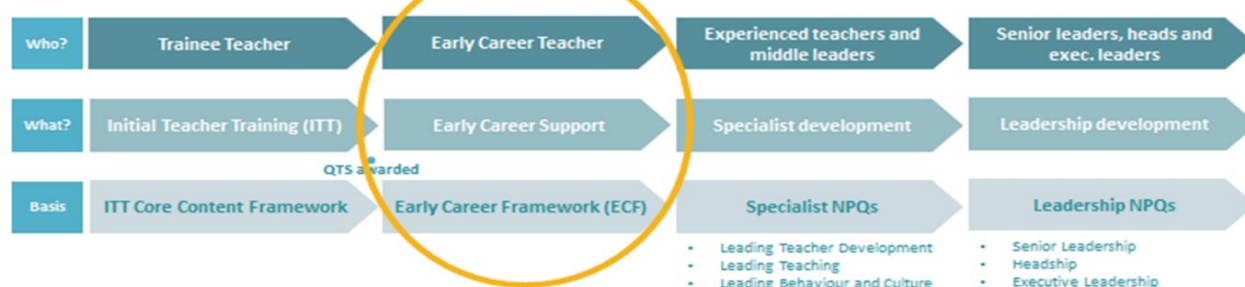 Who?
Trainee Teacher
Early Career Teacher
Experienced teachers and
middle leaders
Senior leaders, heads and
exec. leaders
What?
Initial Teacher Training (ITT)
Early Career Support
Specialist development
Leadership development
QTS awarded
Basis
ITT Core Content Framework
Early Career Framework (ECF)
Specialist NPQs
Leadership NPQs
• Leading Teacher Development
• Leading Teaching
• Leading Behaviour and Culture
• Senior Leadership
• Headship
• Executive Leadership